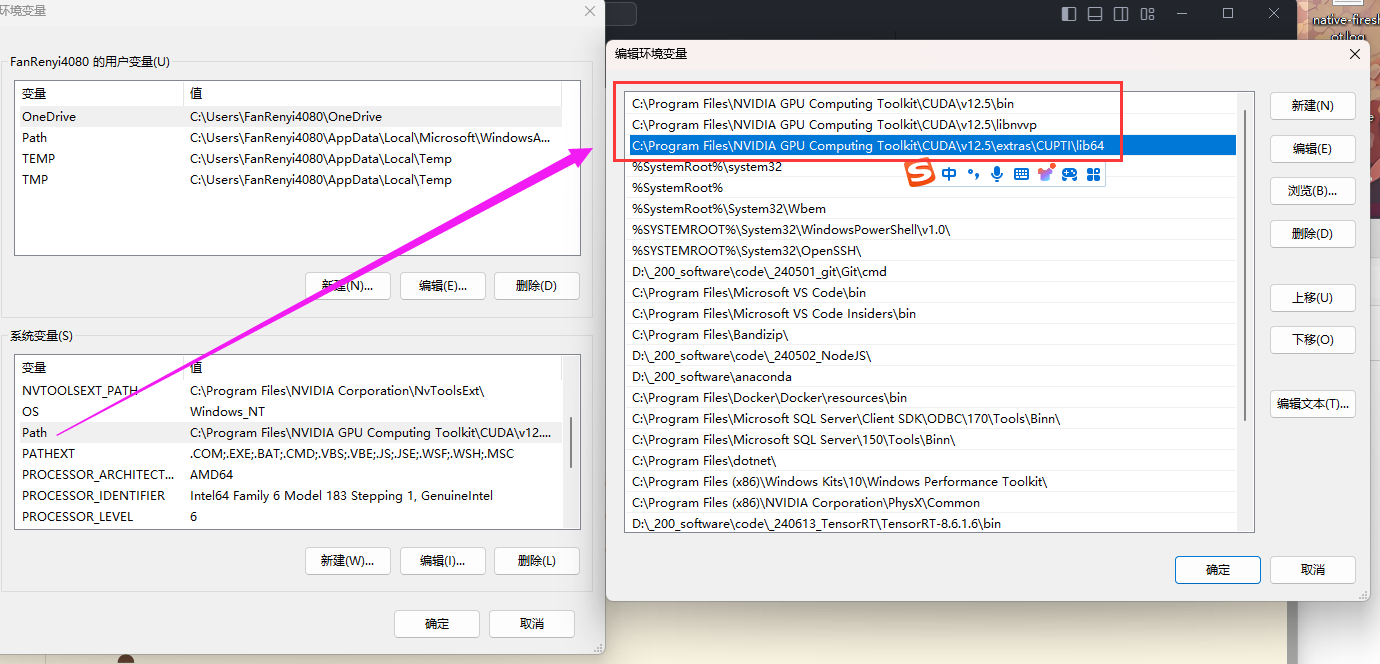 环境变量
FanRenyi4080 的用户变量(U)
变量 值
OneDrive C:\Users\FanRenyi4080\OneDrive
Path C:\Users\FanRenyi4080\AppData\Local\Microsoft\WindowsA...
TEMP C:\Users\FanRenyi4080\AppData\Local\Temp
TMP C:\Users\FanRenyi4080\AppData\Local\Temp
新建(N)... 编辑(E)... 删除(D)
系统变量(S)
变量 值
NVTOOLSEXT_PATH C:\Program Files\NVIDIA Corporation\NvToolsExt\
OS Windows_NT
Path C:\Program Files\NVIDIA GPU Computing Toolkit\CUDA\v12....
PATHEXT .COM;.EXE;.BAT;.CMD;.VBS;.VBE;.JS;.JSE;.WSF;.WSH;.MSC
PROCESSOR_ARCHITECT... AMD64
PROCESSOR_IDENTIFIER Intel64 Family 6 Model 183 Stepping 1, GenuineIntel
PROCESSOR_LEVEL 6
新建(W)... 编辑(I)... 删除(L)
确定 取消
编辑环境变量
C:\Program Files\NVIDIA GPU Computing Toolkit\CUDA\v12.5\bin
C:\Program Files\NVIDIA GPU Computing Toolkit\CUDA\v12.5\libnvvp
C:\Program Files\NVIDIA GPU Computing Toolkit\CUDA\v12.5\extras\CUPTI\lib64
%SystemRoot%\system32
中
%SystemRoot%
%SystemRoot%\System32\Wbem
%SYSTEMROOT%\System32\WindowsPowerShell\v1.0\
%SYSTEMROOT%\System32\OpenSSH\
D:\_200_software\code\_240501_git\Git\cmd
C:\Program Files\Microsoft VS Code\bin
C:\Program Files\Microsoft VS Code Insiders\bin
C:\Program Files\Bandizip\
D:\_200_software\code\_240502_NodeJS\
D:\_200_software\anaconda
C:\Program Files\Docker\Docker\resources\bin
C:\Program Files\Microsoft SQL Server\Client SDK\ODBC\170\Tools\Binn\
C:\Program Files\Microsoft SQL Server\150\Tools\Binn\
C:\Program Files\dotnet\
C:\Program Files (x86)\Windows Kits\10\Windows Performance Toolkit\
C:\Program Files (x86)\NVIDIA Corporation\PhysX\Common
D:\_200_software\code\_240613_TensorRT\TensorRT-8.6.1.6\bin
新建(N)
编辑(E)
浏览(B)...
删除(D)
上移(U)
下移(O)
编辑文本(T)...
确定 取消
native-firesh
ot.log